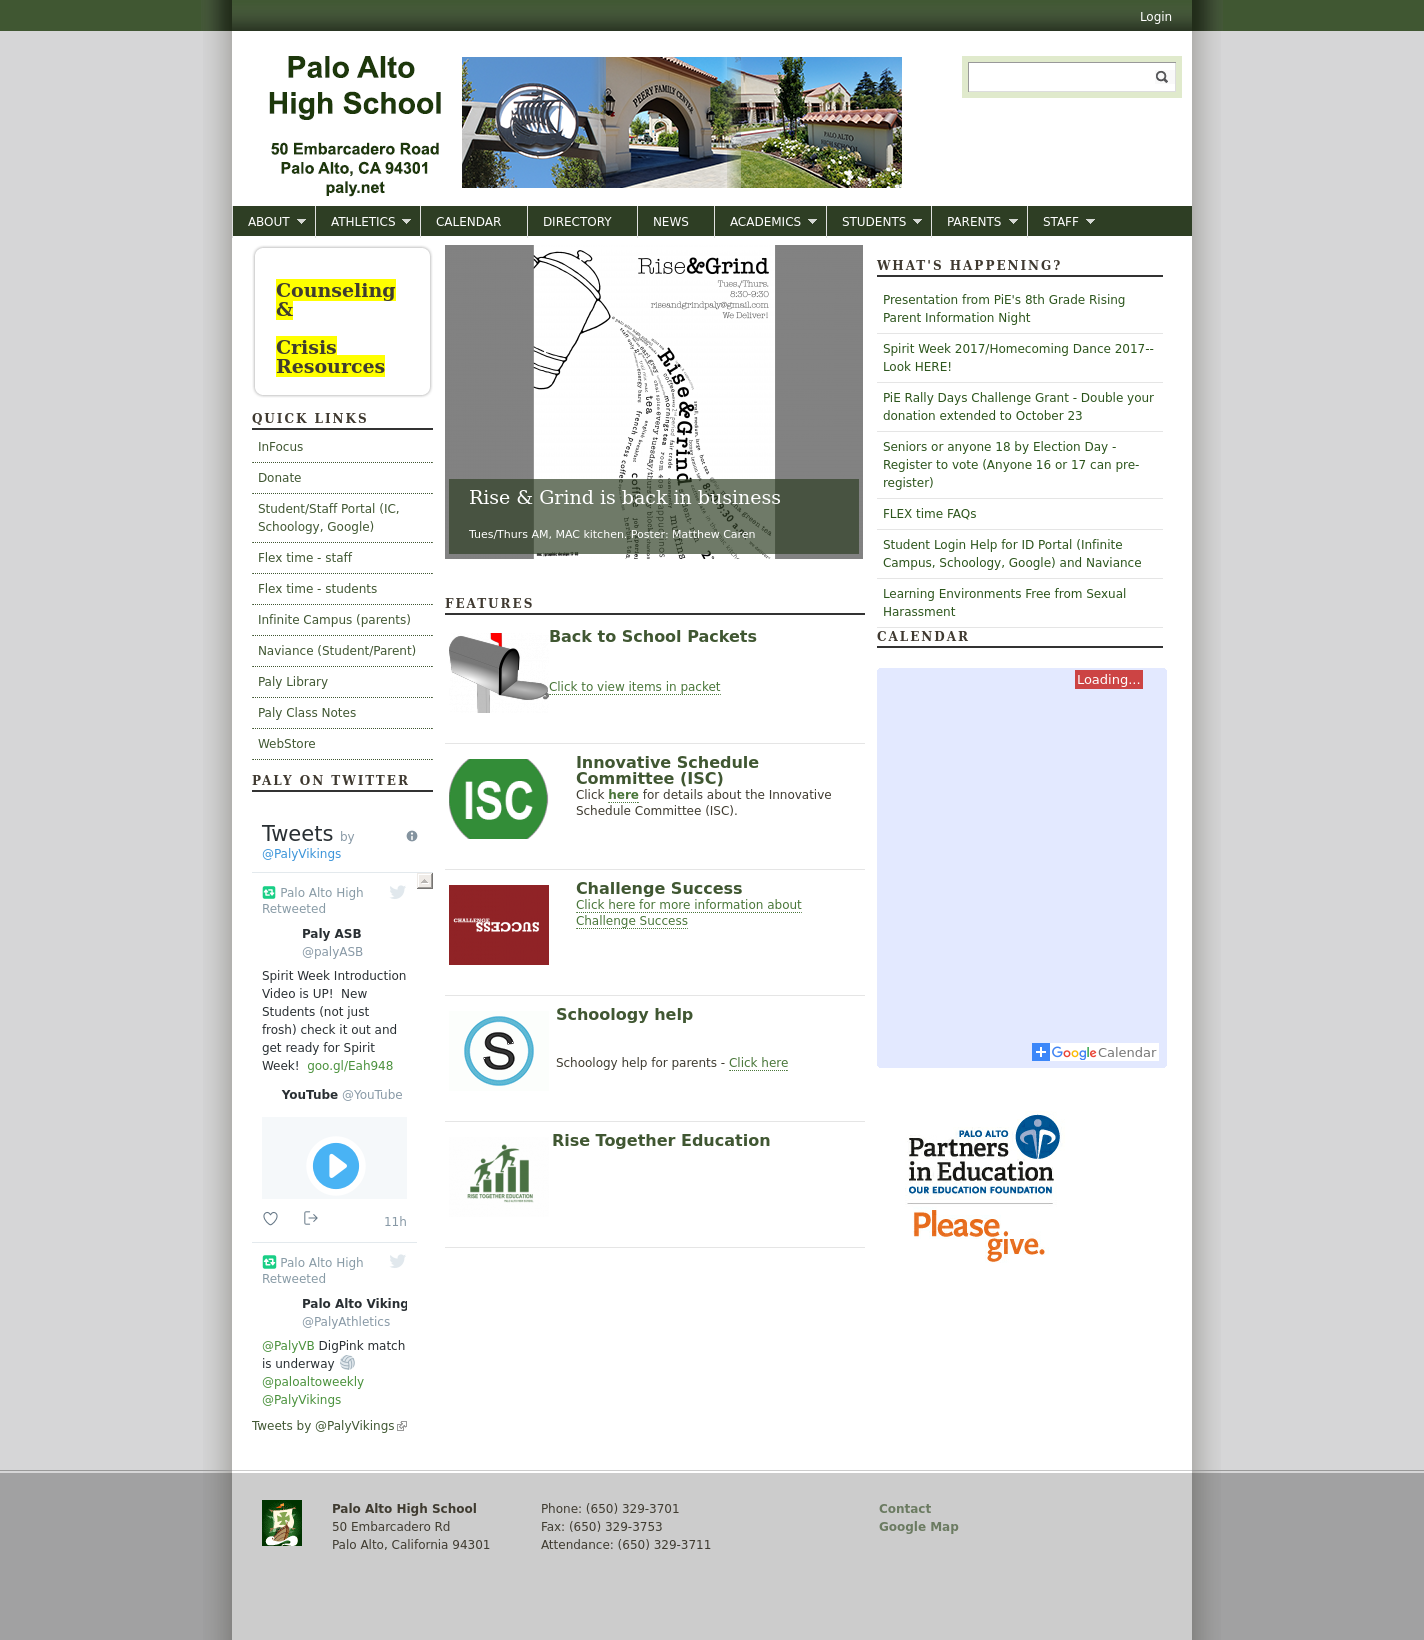 Login
Palo Alto
High School
50 Embarcadero Road
Palo Alto, CA 94301
paly.net
PEERY FAMILY CENTER
PALO ALTO
HIGH SCHOOL
ABOUT ATHLETICS CALENDAR DIRECTORY NEWS ACADEMICS STUDENTS PARENTS STAFF
Counseling
&
Crisis
Resources
QUICK LINKS
InFocus
Donate
Student/Staff Portal (IC,
Schoology, Google)
Flex time - staff
Flex time - students
Infinite Campus (parents)
Naviance (Student/Parent)
Paly Library
Paly Class Notes
WebStore
PALY ON TWITTER
Tweets by
@PalyVikings
Palo Alto High
Retweeted
Paly ASB
@palyASB
Spirit Week Introduction
Video is UP! New
Students (not just
frosh) check it out and
get ready for Spirit
Week! goo.gl/Eah948
YouTube @YouTube
11h
Palo Alto High
Retweeted
Palo Alto Viking
@PalyAthletics
@PalyVB DigPink match
is underway
@paloaltoweekly
@PalyVikings
Tweets by @PalyVikings
Rise&Grind
Tues./Thurs.
8:30-9:30
riseandgrindpaly@gmail.com
We Deliver!
Rise&Grind
Rise & Grind is back in business
Tues/Thurs AM, MAC kitchen. Poster: Matthew Caren
FEATURES
Back to School Packets
Click to view items in packet
ISC
Innovative Schedule
Committee (ISC)
Click here for details about the Innovative
Schedule Committee (ISC).
CHALLENGE SUCCESS
Challenge Success
Click here for more information about
Challenge Success
S
Schoology help
Schoology help for parents - Click here
RISE TOGETHER EDUCATION
Rise Together Education
WHAT'S HAPPENING?
Presentation from PiE's 8th Grade Rising
Parent Information Night
Spirit Week 2017/Homecoming Dance 2017--
Look HERE!
PiE Rally Days Challenge Grant - Double your
donation extended to October 23
Seniors or anyone 18 by Election Day -
Register to vote (Anyone 16 or 17 can pre-
register)
FLEX time FAQs
Student Login Help for ID Portal (Infinite
Campus, Schoology, Google) and Naviance
Learning Environments Free from Sexual
Harassment
CALENDAR
Loading...
Google Calendar
PALO ALTO
Partners
in Education
OUR EDUCATION FOUNDATION
Please
give.
Palo Alto High School
50 Embarcadero Rd
Palo Alto, California 94301
Phone: (650) 329-3701
Fax: (650) 329-3753
Attendance: (650) 329-3711
Contact
Google Map